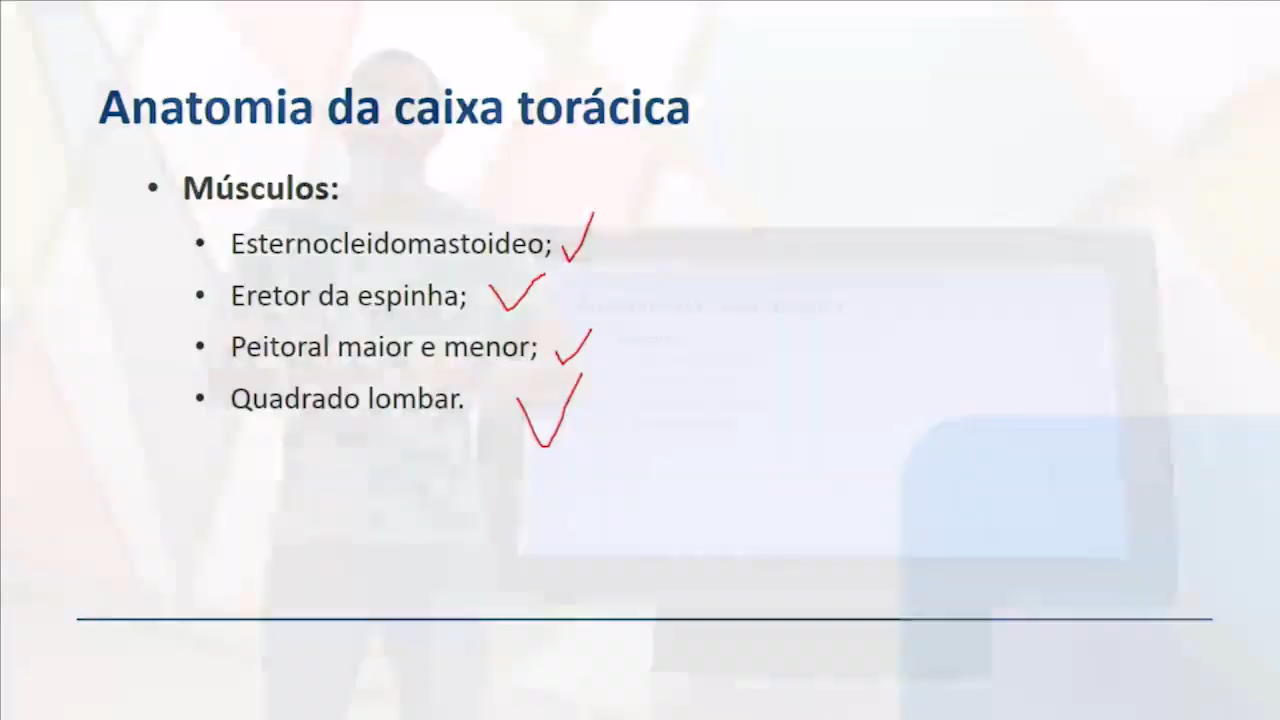 Anatomia da caixa torácica
• Músculos:
• Esternocleidomastoideo;
• Eretor da espinha;
• Peitoral maior e menor;
• Quadrado lombar.